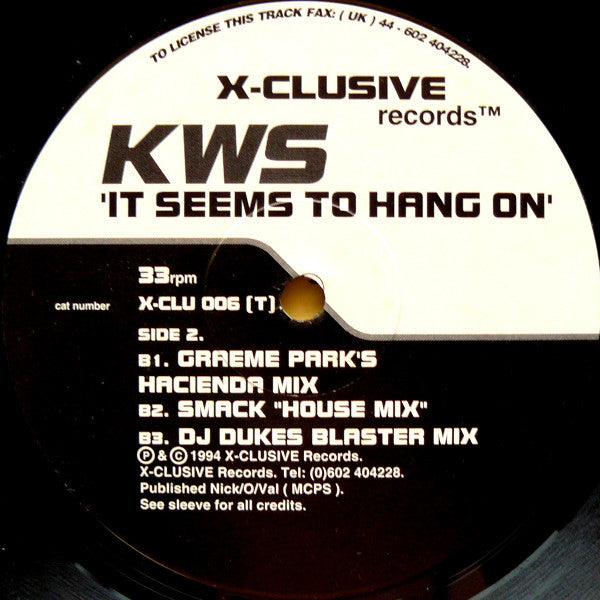 TO LICENSE THIS TRACK FAX: ( UK ) 44 - 602 404228.
X-CLUSIVE
records™
KWS
'IT SEEMS TO HANG ON'
33rpm
cat number X-CLU 006 (T).
SIDE 2.
B1. GRAEME PARK'S
HACIENDA MIX
B2. SMACK "HOUSE MIX"
B3. DJ DUKES BLASTER MIX
Ⓟ & © 1994 X-CLUSIVE Records.
X-CLUSIVE Records. Tel: (0)602 404228.
Published Nick/O/Val ( MCPS ).
See sleeve for all credits.